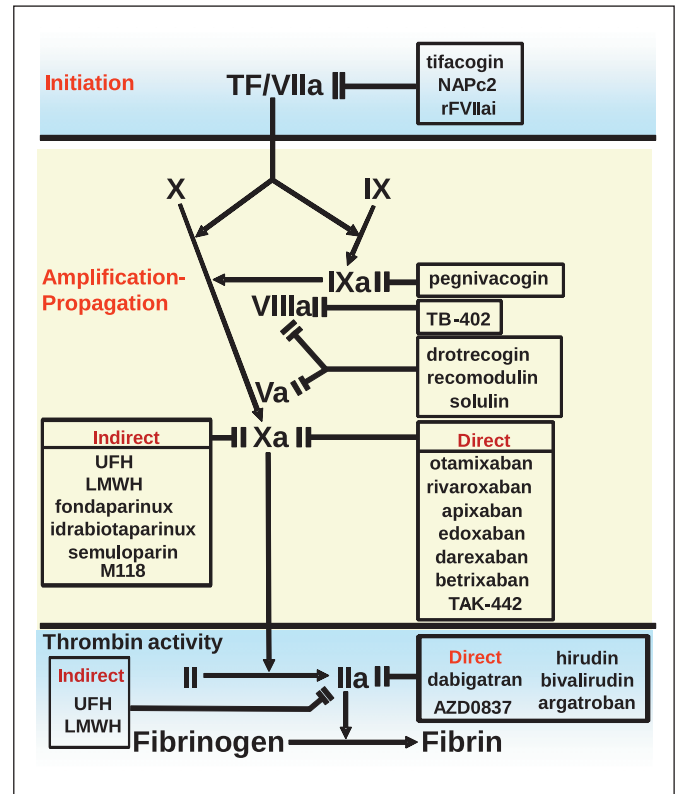 Initiation
TF/VIIa
tifacogin
NAPc2
rFVIIai
X
IX
Amplification-
Propagation
IXa
pegnivacogin
VIIIa
TB-402
drotrecogin
recomodulin
solulin
Va
Xa
Indirect
UFH
LMWH
fondaparinux
idrabiotaparinux
semuloparin
M118
Direct
otamixaban
rivaroxaban
apixaban
edoxaban
darexaban
betrixaban
TAK-442
Thrombin activity
Indirect
UFH
LMWH
II
IIa
Direct
dabigatran
AZD0837
hirudin
bivalirudin
argatroban
Fibrinogen
Fibrin